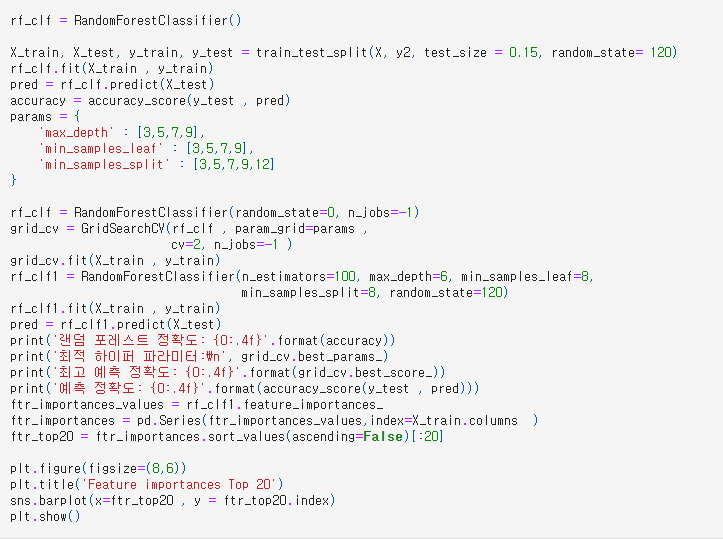 rf_clf = RandomForestClassifier()
X_train, X_test, y_train, y_test = train_test_split(X, y2, test_size = 0.15, random_state= 120)
rf_clf.fit(X_train , y_train)
pred = rf_clf.predict(X_test)
accuracy = accuracy_score(y_test , pred)
params = {
    'max_depth' : [3,5,7,9],
    'min_samples_leaf' : [3,5,7,9],
    'min_samples_split' : [3,5,7,9,12]
}
rf_clf = RandomForestClassifier(random_state=0, n_jobs=-1)
grid_cv = GridSearchCV(rf_clf , param_grid=params ,
                       cv=2, n_jobs=-1 )
grid_cv.fit(X_train , y_train)
rf_clf1 = RandomForestClassifier(n_estimators=100, max_depth=6, min_samples_leaf=8,
                                 min_samples_split=8, random_state=120)
rf_clf1.fit(X_train , y_train)
pred = rf_clf1.predict(X_test)
print('랜덤 포레스트 정확도: {0:.4f}'.format(accuracy))
print('최적 하이퍼 파라미터:₩n', grid_cv.best_params_)
print('최고 예측 정확도: {0:.4f}'.format(grid_cv.best_score_))
print('예측 정확도: {0:.4f}'.format(accuracy_score(y_test , pred)))
ftr_importances_values = rf_clf1.feature_importances_
ftr_importances = pd.Series(ftr_importances_values,index=X_train.columns  )
ftr_top20 = ftr_importances.sort_values(ascending=False)[:20]
plt.figure(figsize=(8,6))
plt.title('Feature importances Top 20')
sns.barplot(x=ftr_top20 , y = ftr_top20.index)
plt.show()